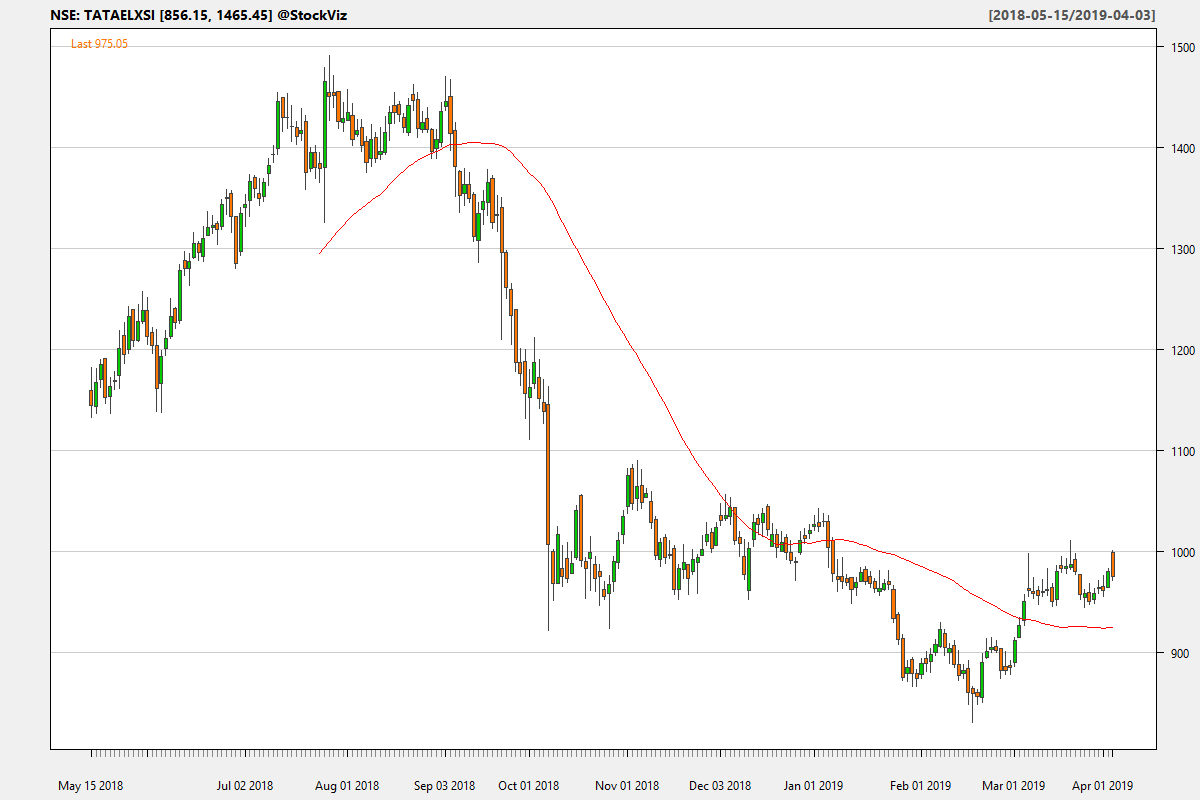 NSE: TATAELXSI [856.15, 1465.45] @StockViz [2018-05-15/2019-04-03]
Last 975.05
1500
1400
1300
1200
1100
1000
900
May 15 2018 Jul 02 2018 Aug 01 2018 Sep 03 2018 Oct 01 2018 Nov 01 2018 Dec 03 2018 Jan 01 2019 Feb 01 2019 Mar 01 2019 Apr 01 2019